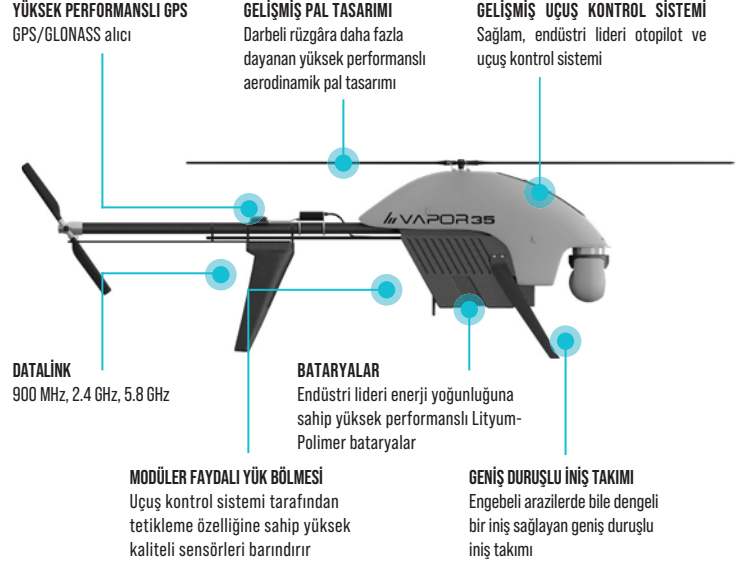 YÜKSEK PERFORMANSLI GPS
GPS/GLONASS alıcı
GELİŞMİŞ PAL TASARIMI
Darbeli rüzgâra daha fazla
dayanan yüksek performanslı
aerodinamik pal tasarımı
GELİŞMİŞ UÇUŞ KONTROL SİSTEMİ
Sağlam, endüstri lideri otopilot ve
uçuş kontrol sistemi
VAPOR35
DATALİNK
900 MHz, 2.4 GHz, 5.8 GHz
BATARYALAR
Endüstri lideri enerji yoğunluğuna
sahip yüksek performanslı Lityum-
Polimer bataryalar
MODÜLER FAYDALI YÜK BÖLMESİ
Uçuş kontrol sistemi tarafından
tetikleme özelliğine sahip yüksek
kaliteli sensörleri barındırır
GENİŞ DURUŞLU İNİŞ TAKIMI
Engebeli arazilerde bile dengeli
bir iniş sağlayan geniş duruşlu
iniş takımı